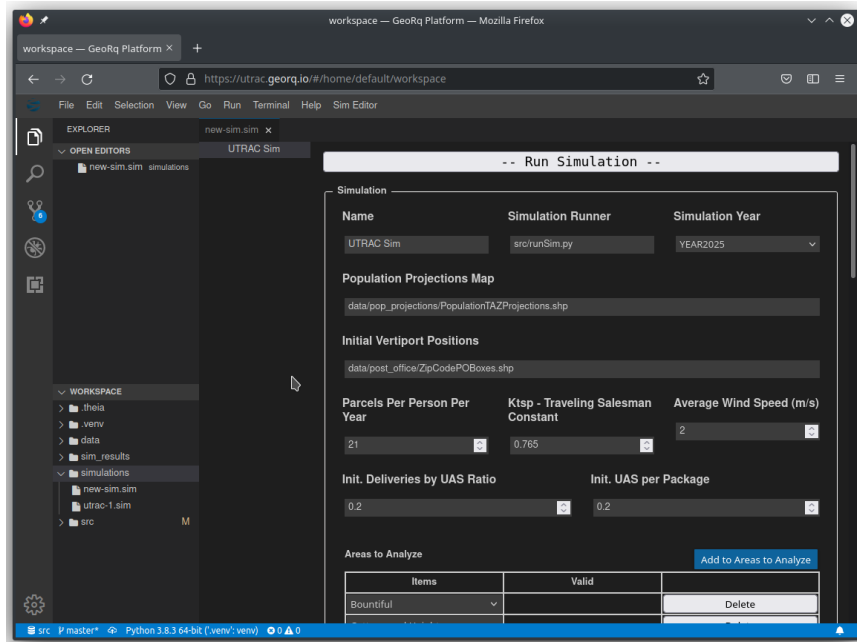 workspace — GeoRq Platform — Mozilla Firefox
workspace — GeoRq Platform × +
https://utrac.georq.io/#/home/default/workspace
File Edit Selection View Go Run Terminal Help Sim Editor
EXPLORER
OPEN EDITORS
new-sim.sim simulations
6
WORKSPACE
.theia
.venv
data
sim_results
simulations
new-sim.sim
utrac-1.sim
src M
new-sim.sim ×
UTRAC Sim
-- Run Simulation --
Simulation
Name Simulation Runner Simulation Year
UTRAC Sim src/runSim.py YEAR2025
Population Projections Map
data/pop_projections/PopulationTAZProjections.shp
Initial Vertiport Positions
data/post_office/ZipCodePOBoxes.shp
Parcels Per Person Per Year Ktsp - Traveling Salesman Constant Average Wind Speed (m/s)
21 0.765 2
Init. Deliveries by UAS Ratio Init. UAS per Package
0.2 0.2
Areas to Analyze Add to Areas to Analyze
Items Valid
Bountiful Delete
src master* Python 3.8.3 64-bit ('.venv': venv) 0 0